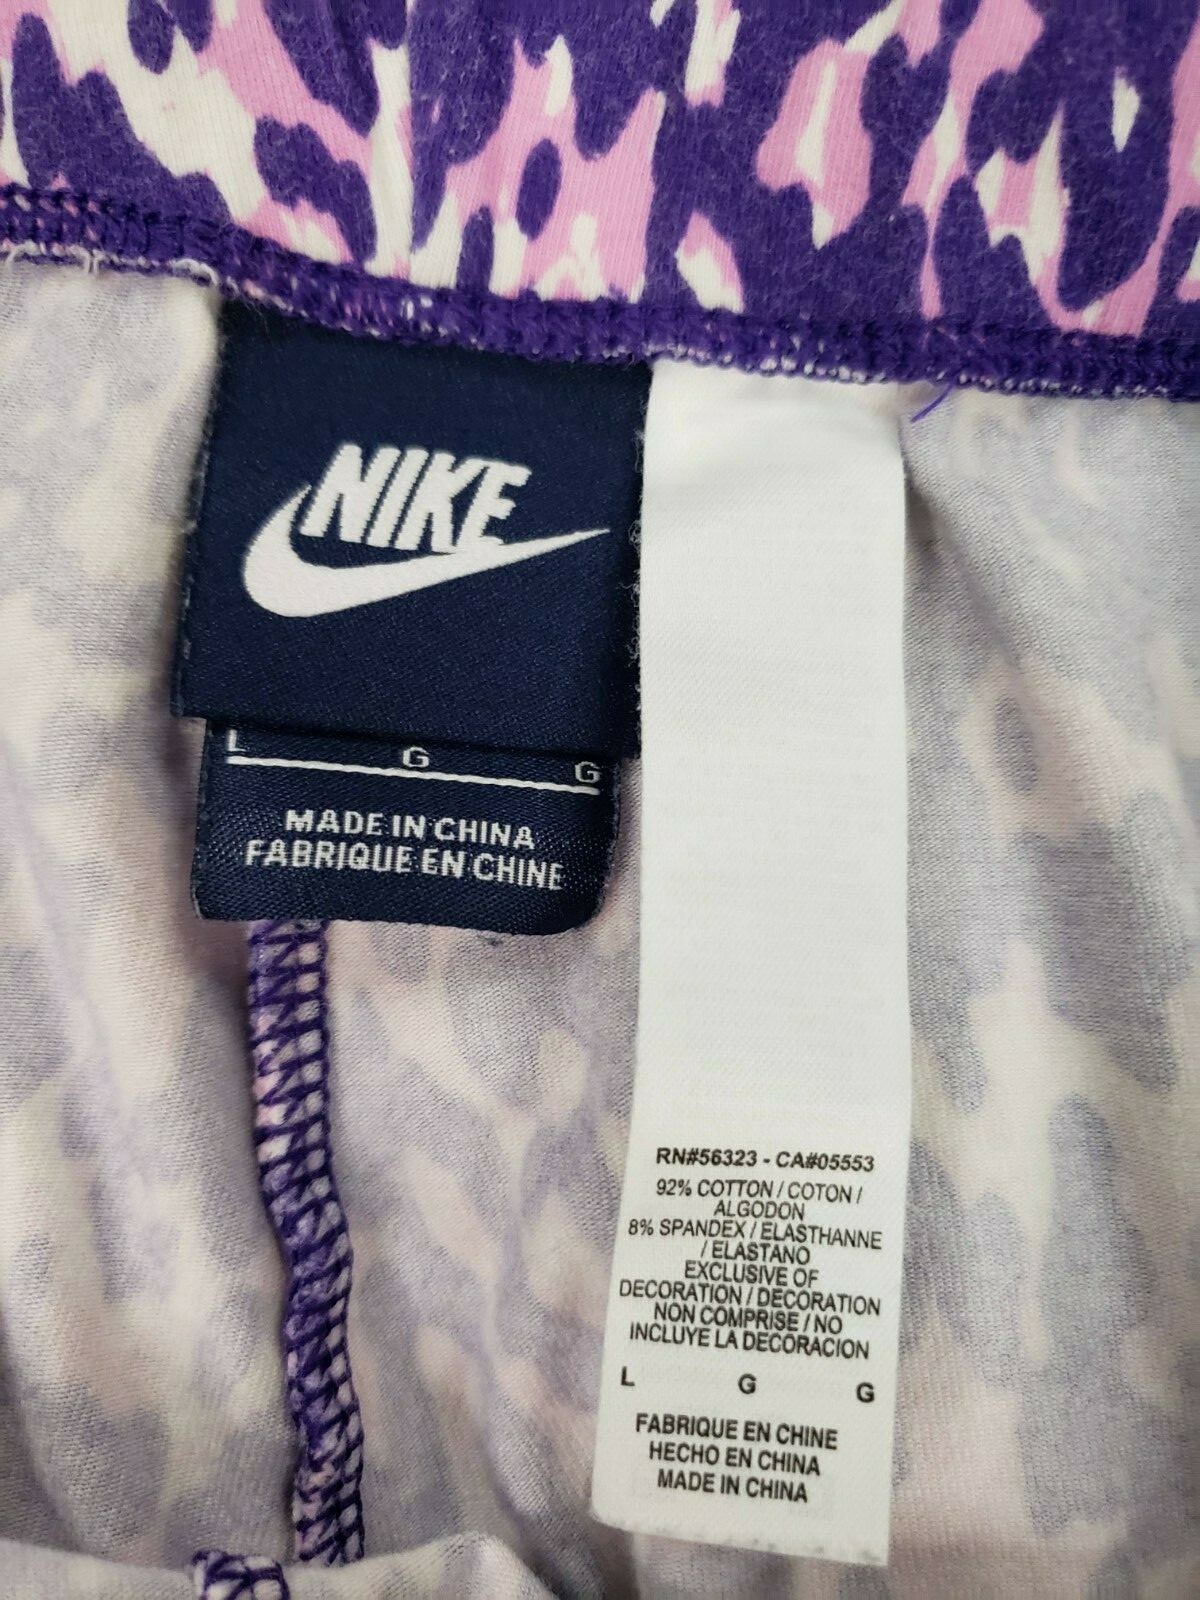 NIKE
L G G
MADE IN CHINA
FABRIQUE EN CHINE
RN#56323 - CA#05553
92% COTTON / COTON /
ALGODON
8% SPANDEX / ELASTHANNE
/ ELASTANO
EXCLUSIVE OF
DECORATION / DECORATION
NON COMPRISE / NO
INCLUYE LA DECORACION
L G G
FABRIQUE EN CHINE
HECHO EN CHINA
MADE IN CHINA